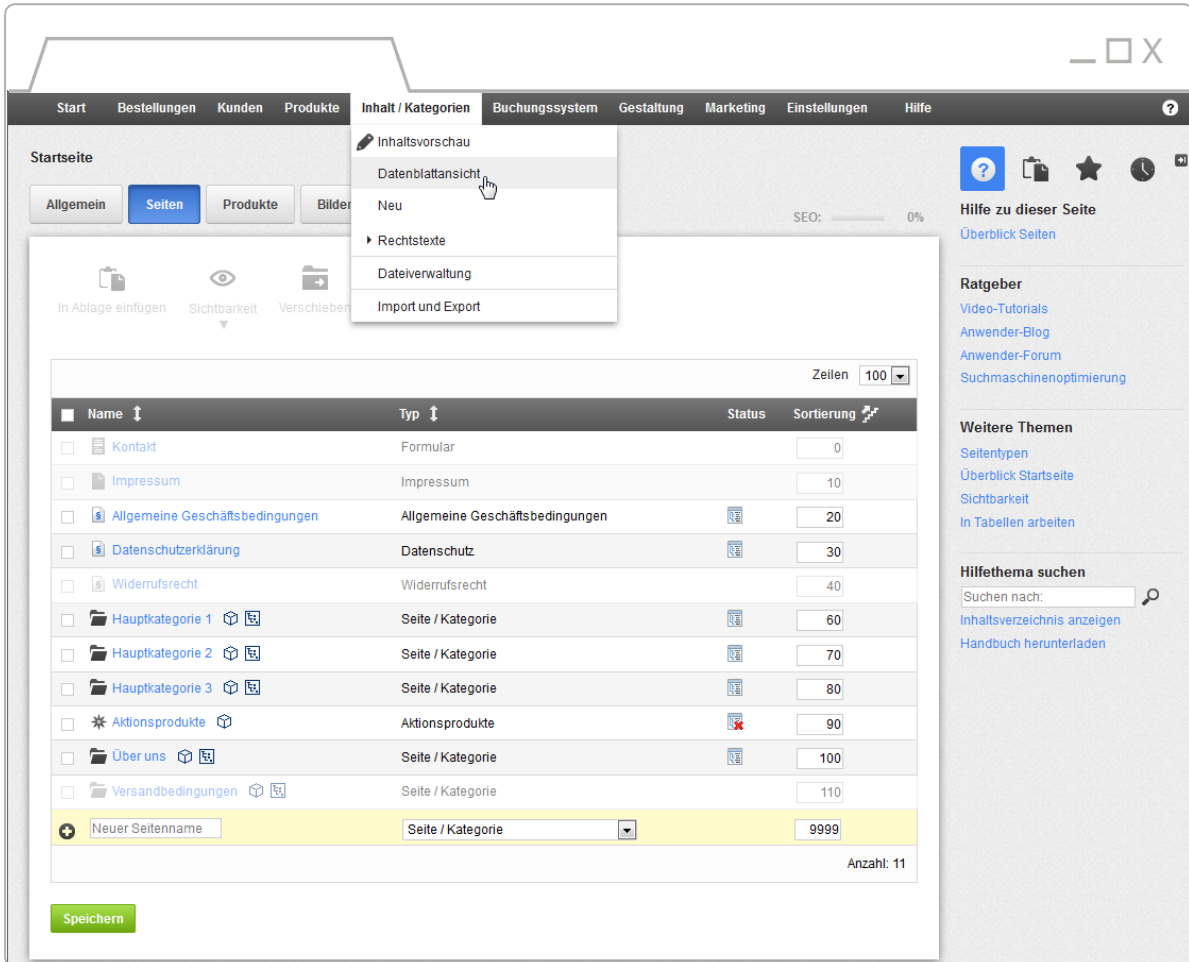 Start Bestellungen Kunden Produkte Inhalt / Kategorien Buchungssystem Gestaltung Marketing Einstellungen Hilfe ?
Inhaltsvorschau
Datenblattansicht
Neu
Rechtstexte
Dateiverwaltung
Import und Export
Startseite
Allgemein Seiten Produkte Bilder
SEO: 0%
In Ablage einfügen Sichtbarkeit Verschieben
Zeilen 100
Name Typ Status Sortierung
Kontakt Formular 0
Impressum Impressum 10
§ Allgemeine Geschäftsbedingungen Allgemeine Geschäftsbedingungen 20
§ Datenschutzerklärung Datenschutz 30
§ Widerrufsrecht Widerrufsrecht 40
Hauptkategorie 1 Seite / Kategorie 60
Hauptkategorie 2 Seite / Kategorie 70
Hauptkategorie 3 Seite / Kategorie 80
Aktionsprodukte Aktionsprodukte 90
Über uns Seite / Kategorie 100
Versandbedingungen Seite / Kategorie 110
Neuer Seitenname Seite / Kategorie 9999
Anzahl: 11
Speichern
?
Hilfe zu dieser Seite
Überblick Seiten
Ratgeber
Video-Tutorials
Anwender-Blog
Anwender-Forum
Suchmaschinenoptimierung
Weitere Themen
Seitentypen
Überblick Startseite
Sichtbarkeit
In Tabellen arbeiten
Hilfethema suchen
Suchen nach:
Inhaltsverzeichnis anzeigen
Handbuch herunterladen